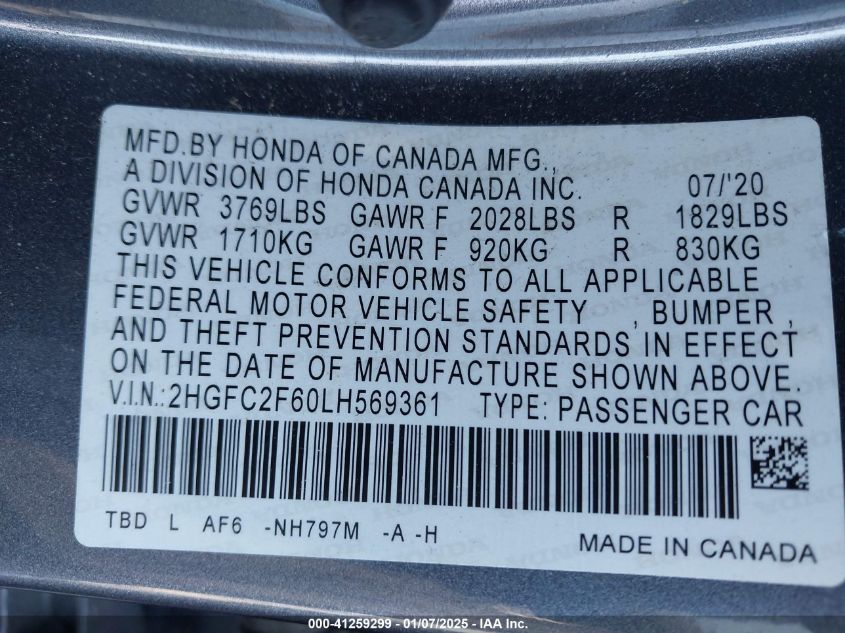 MFD.BY HONDA OF CANADA MFG.,
A DIVISION OF HONDA CANADA INC. 07/'20
GVWR 3769LBS GAWR F 2028LBS R 1829LBS
GVWR 1710KG GAWR F 920KG R 830KG
THIS VEHICLE CONFORMS TO ALL APPLICABLE
FEDERAL MOTOR VEHICLE SAFETY , BUMPER ,
AND THEFT PREVENTION STANDARDS IN EFFECT
ON THE DATE OF MANUFACTURE SHOWN ABOVE.
V.I.N.:2HGFC2F60LH569361 TYPE: PASSENGER CAR
TBD L AF6 -NH797M -A -H
MADE IN CANADA
000-41259299 - 01/07/2025 - IAA Inc.